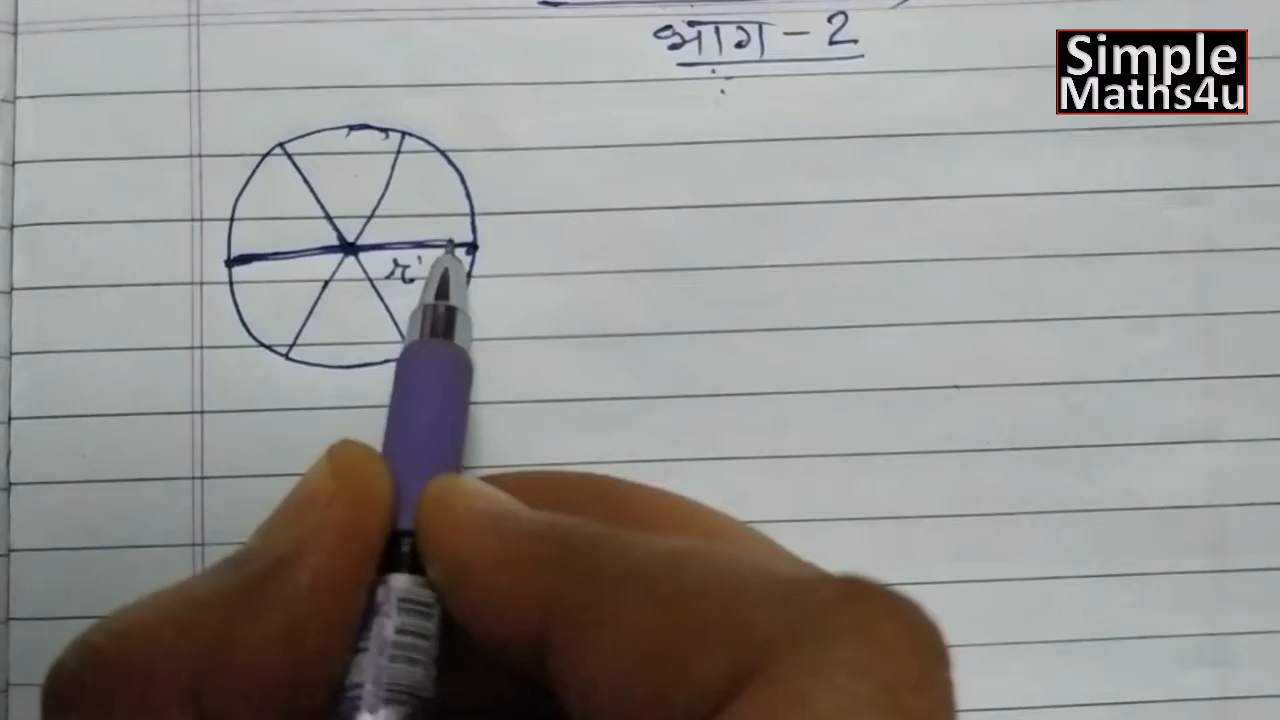 भाग - 2
Simple
Maths4u
r